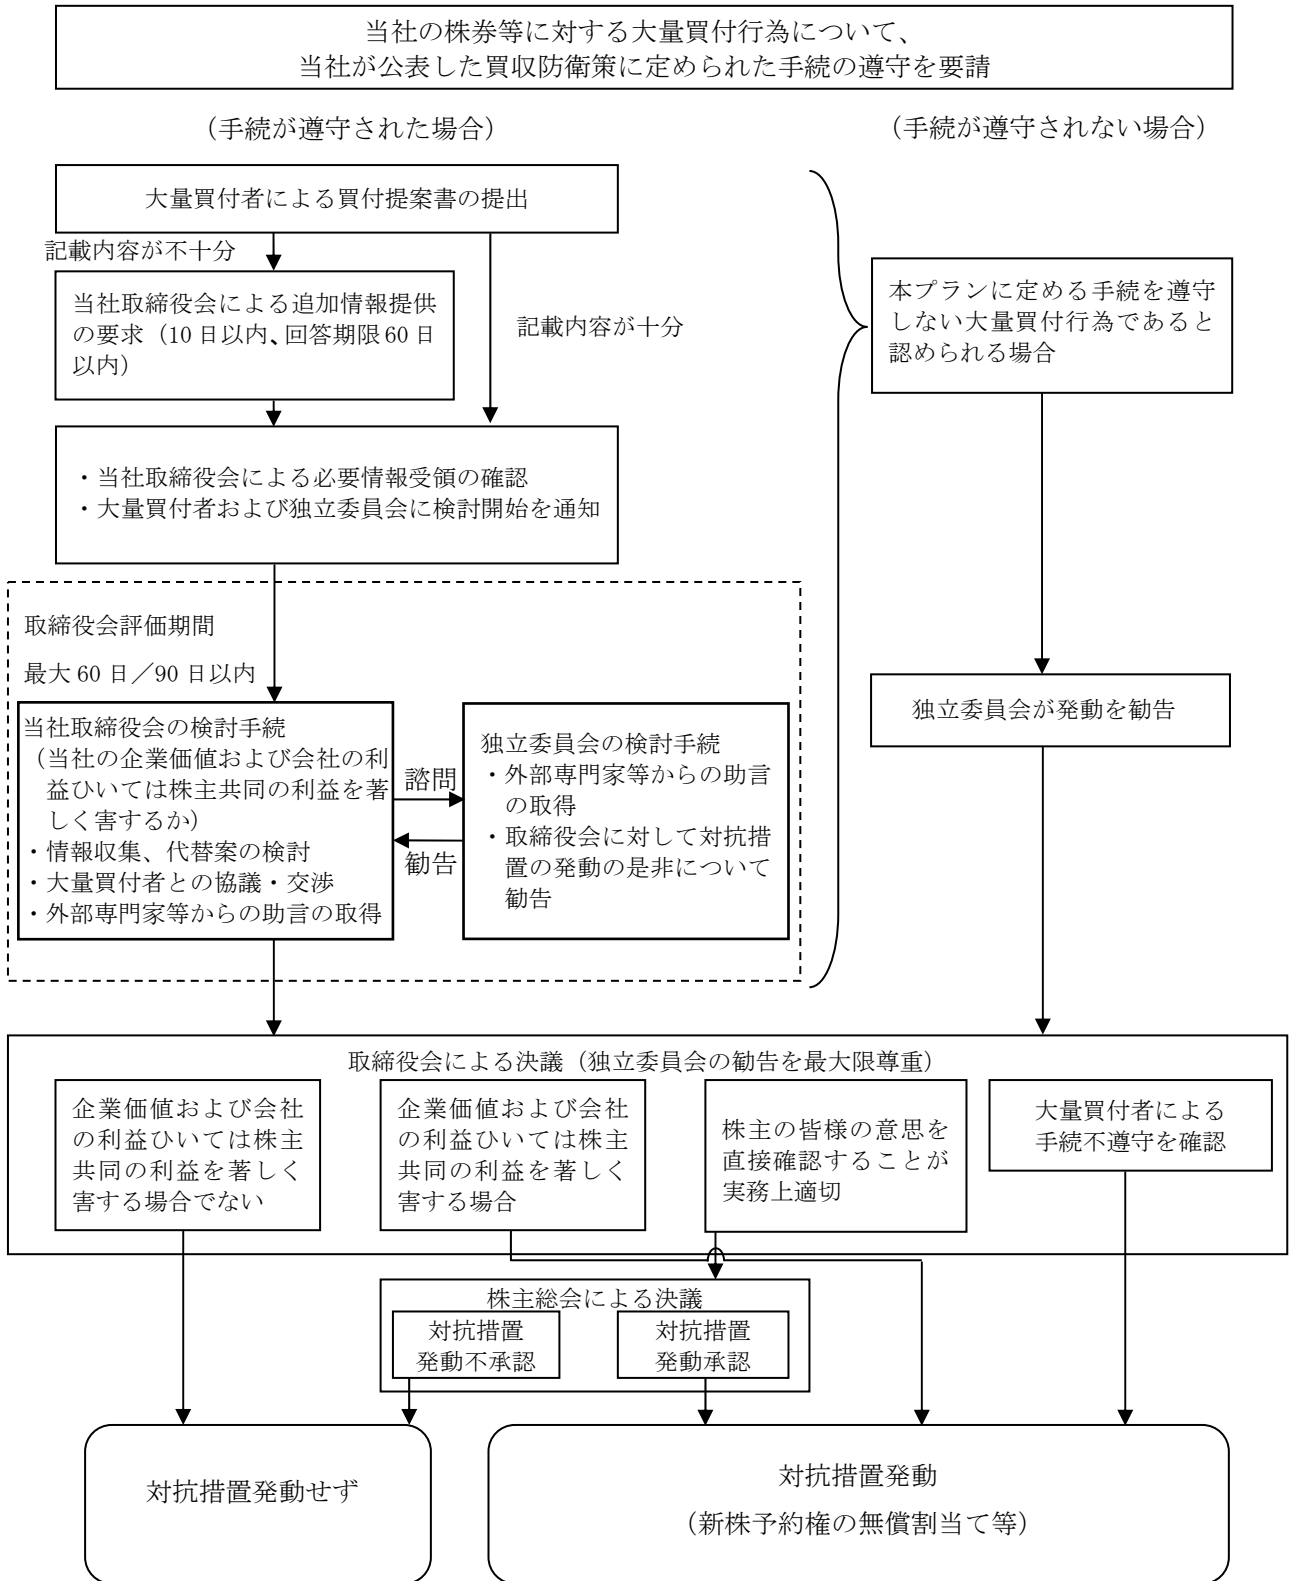 当社の株券等に対する大量買付行為について、
当社が公表した買収防衛策に定められた手続の遵守を要請
（手続が遵守された場合）
（手続が遵守されない場合）
大量買付者による買付提案書の提出
記載内容が不十分
当社取締役会による追加情報提供
の要求（10 日以内、回答期限 60 日
以内）
記載内容が十分
本プランに定める手続を遵守
しない大量買付行為であると
認められる場合
・当社取締役会による必要情報受領の確認
・大量買付者および独立委員会に検討開始を通知
取締役会評価期間
最大 60 日／90 日以内
当社取締役会の検討手続
（当社の企業価値および会社の利
益ひいては株主共同の利益を著
しく害するか）
・情報収集、代替案の検討
・大量買付者との協議・交渉
・外部専門家等からの助言の取得
諮問
勧告
独立委員会の検討手続
・外部専門家等からの助言
の取得
・取締役会に対して対抗措
置の発動の是非について
勧告
独立委員会が発動を勧告
取締役会による決議（独立委員会の勧告を最大限尊重）
企業価値および会社
の利益ひいては株主
共同の利益を著しく
害する場合でない
企業価値および会社
の利益ひいては株主
共同の利益を著しく
害する場合
株主の皆様の意思を
直接確認することが
実務上適切
大量買付者による
手続不遵守を確認
株主総会による決議
対抗措置
発動不承認
対抗措置
発動承認
対抗措置発動せず
対抗措置発動
（新株予約権の無償割当て等）